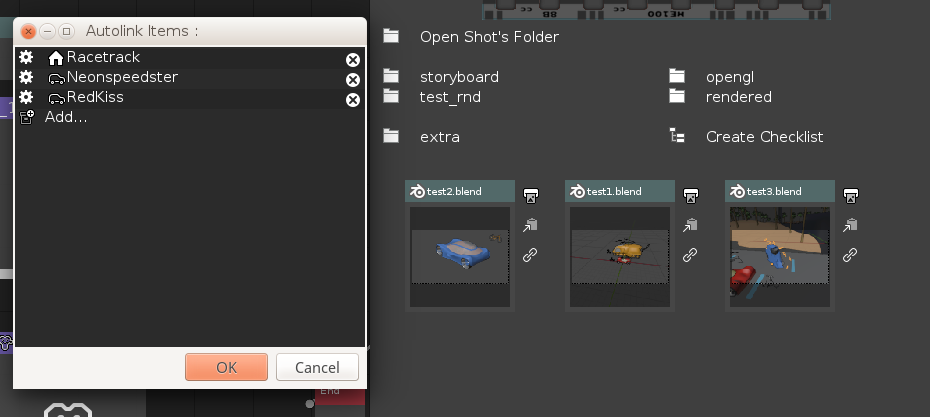 Autolink Items :
Racetrack
Neonspeedster
RedKiss
Add...
OK
Cancel
End
Open Shot's Folder
storyboard
opengl
test_rnd
rendered
extra
Create Checklist
test2.blend
test1.blend
test3.blend